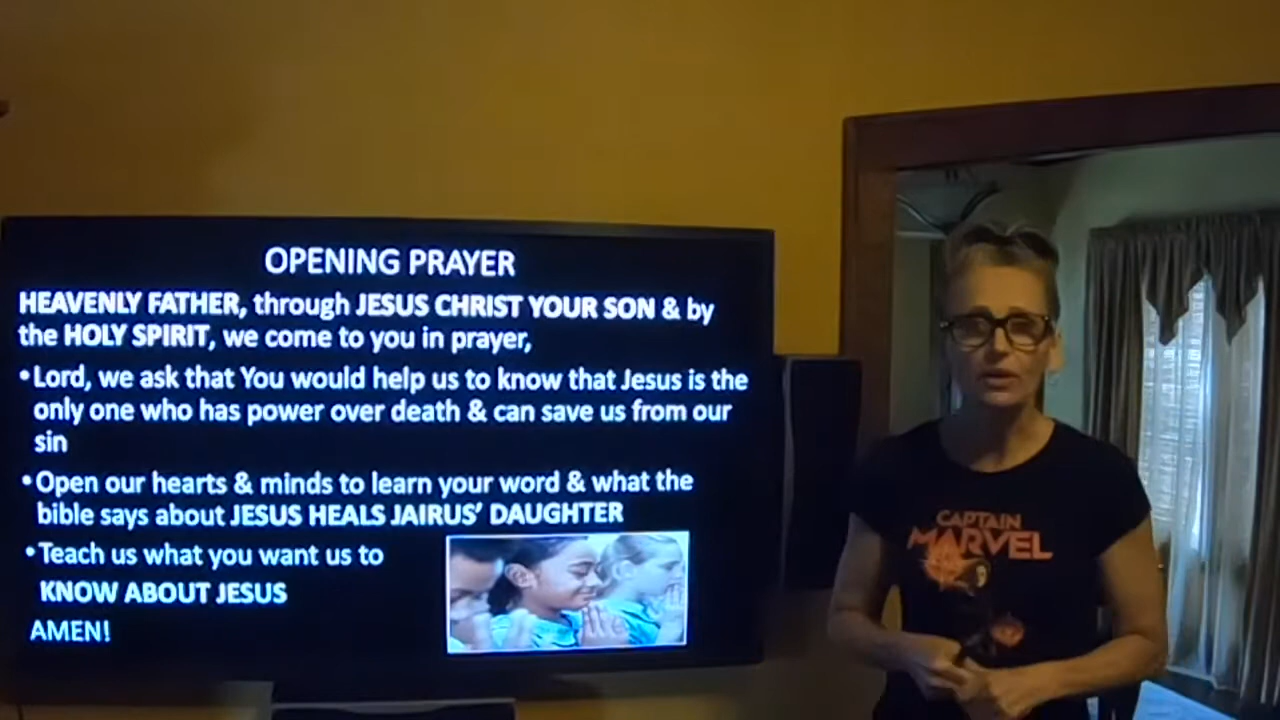 OPENING PRAYER
HEAVENLY FATHER, through JESUS CHRIST YOUR SON & by
the HOLY SPIRIT, we come to you in prayer,
•Lord, we ask that You would help us to know that Jesus is the
only one who has power over death & can save us from our
sin
•Open our hearts & minds to learn your word & what the
bible says about JESUS HEALS JAIRUS’ DAUGHTER
•Teach us what you want us to
KNOW ABOUT JESUS
AMEN!
CAPTAIN
MARVEL